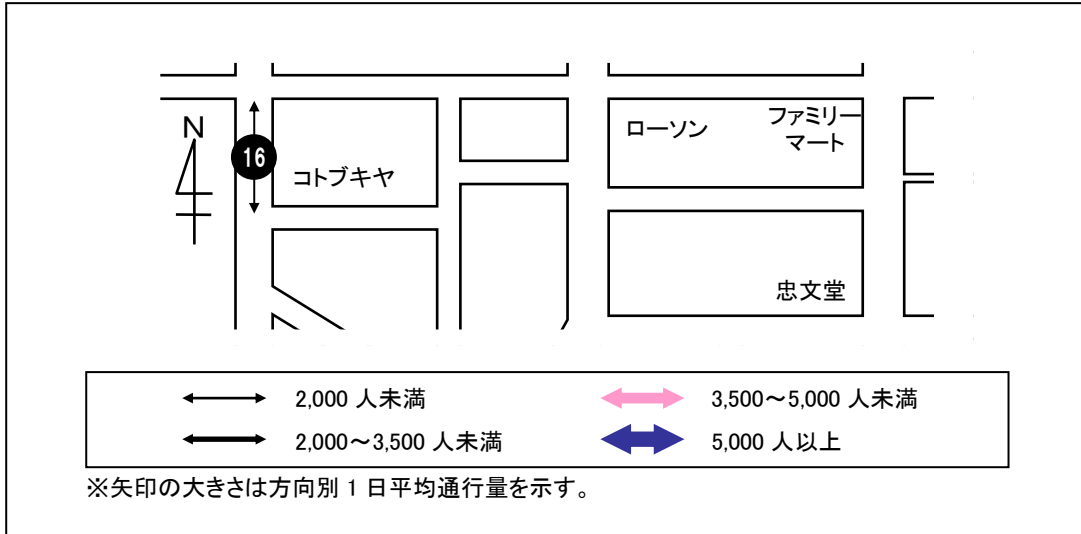 N
16
コトブキヤ
ローソン
ファミリー
マート
忠文堂
2,000 人未満
3,500～5,000 人未満
2,000～3,500 人未満
5,000 人以上
※矢印の大きさは方向別 1 日平均通行量を示す。